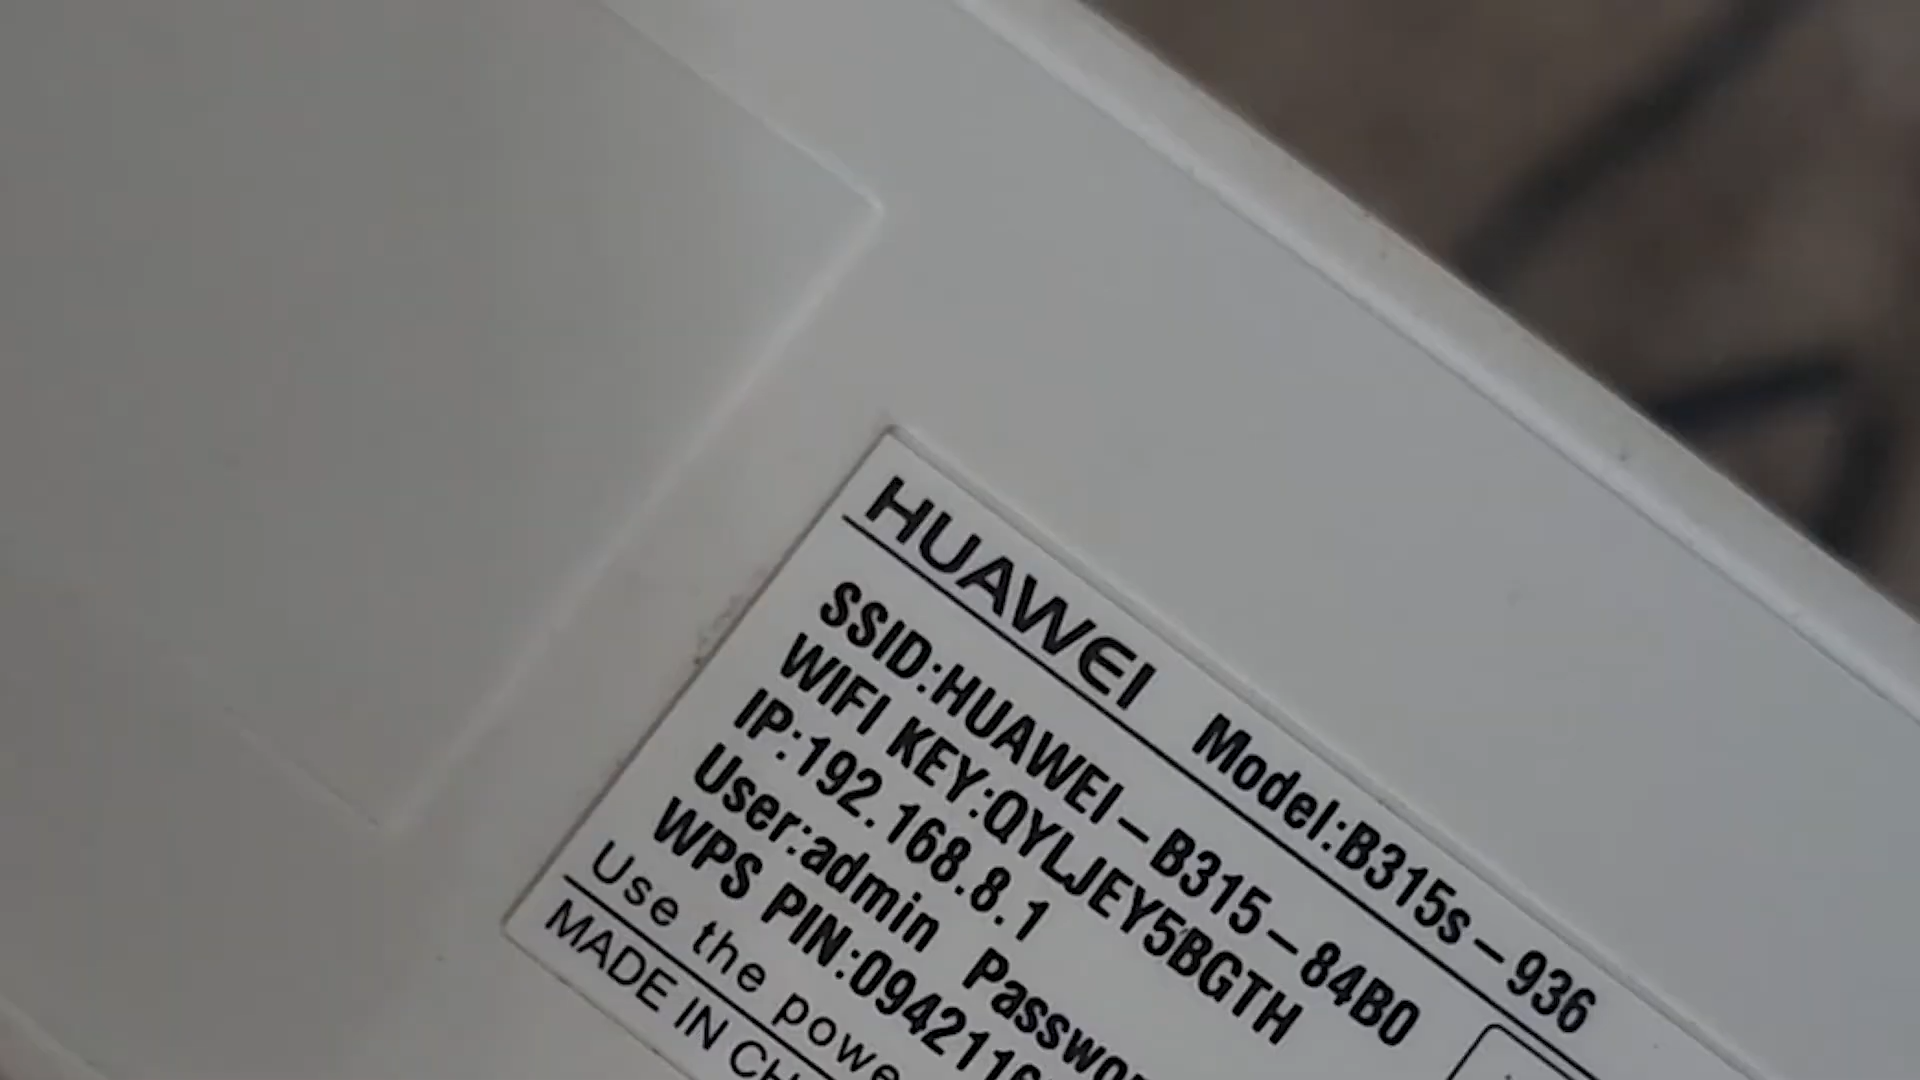 HUAWEI Model:B315s-936
SSID:HUAWEI-B315-84B0
WIFI KEY:QYLJEY5BGTH
IP:192.168.8.1
User:admin
WPS PIN:0942116
Use the
MADE IN